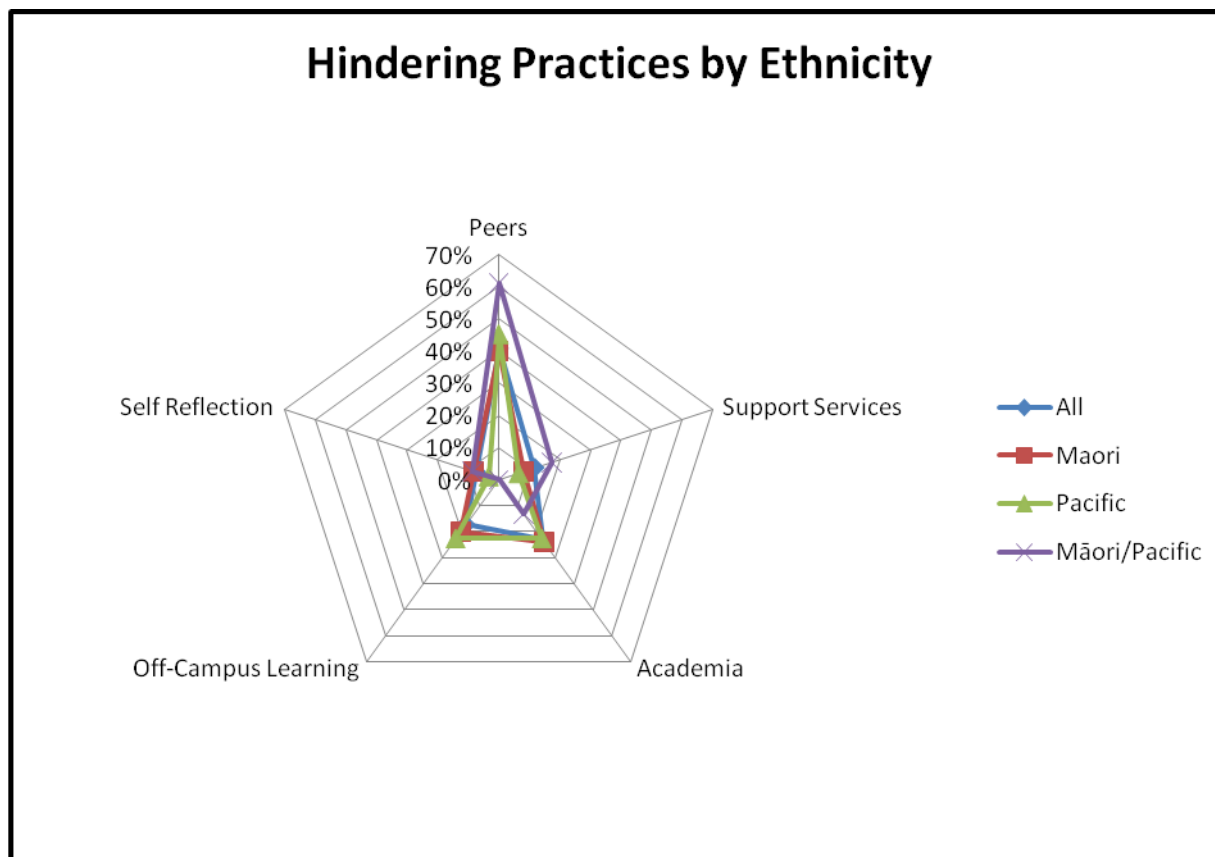 Hindering Practices by Ethnicity
Peers
70%
60%
50%
40%
30%
20%
10%
0%
Support Services
Academia
Off-Campus Learning
Self Reflection
All
Maori
Pacific
Māori/Pacific